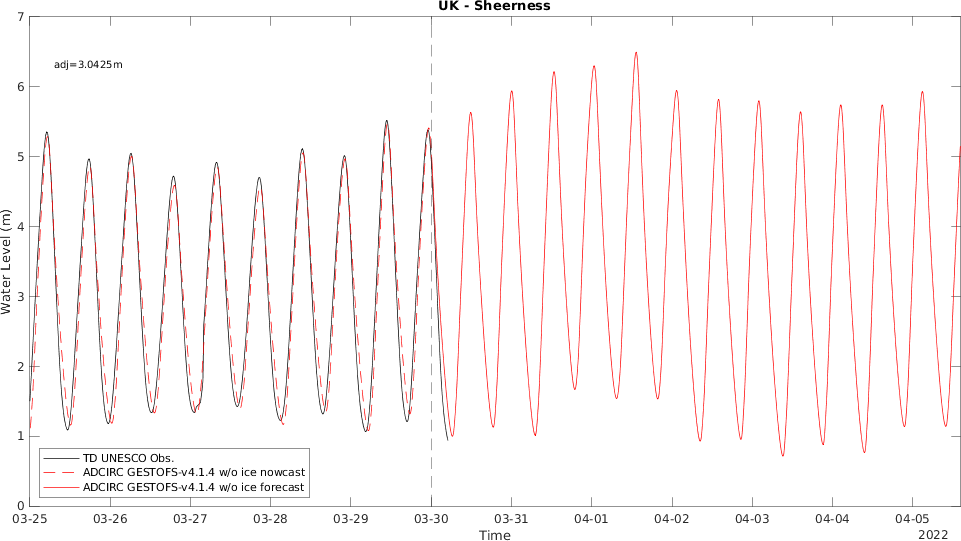 UK - Sheerness
7
6
5
4
3
2
1
0
adj=3.0425m
Water Level (m)
TD UNESCO Obs.
ADCIRC GESTOFS-v4.1.4 w/o ice nowcast
ADCIRC GESTOFS-v4.1.4 w/o ice forecast
03-25 03-26 03-27 03-28 03-29 03-30 03-31 04-01 04-02 04-03 04-04 04-05
Time
2022